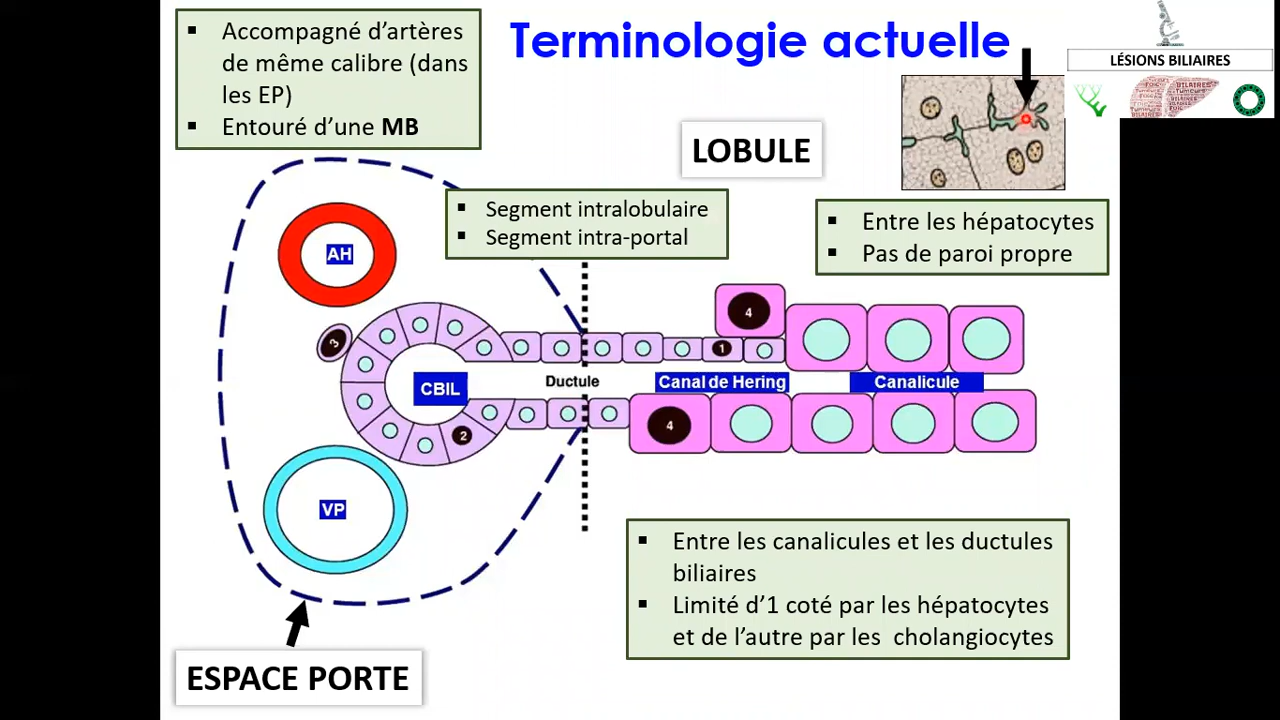 Terminologie actuelle
LÉSIONS BILIAIRES
▪ Accompagné d'artères
de même calibre (dans
les EP)
▪ Entouré d'une MB
LOBULE
▪ Segment intralobulaire
▪ Segment intra-portal
▪ Entre les hépatocytes
▪ Pas de paroi propre
AH
4
3
1
CBIL
Ductule
Canal de Hering
Canalicule
2
4
VP
▪ Entre les canalicules et les ductules
biliaires
▪ Limité d'1 coté par les hépatocytes
et de l'autre par les cholangiocytes
ESPACE PORTE